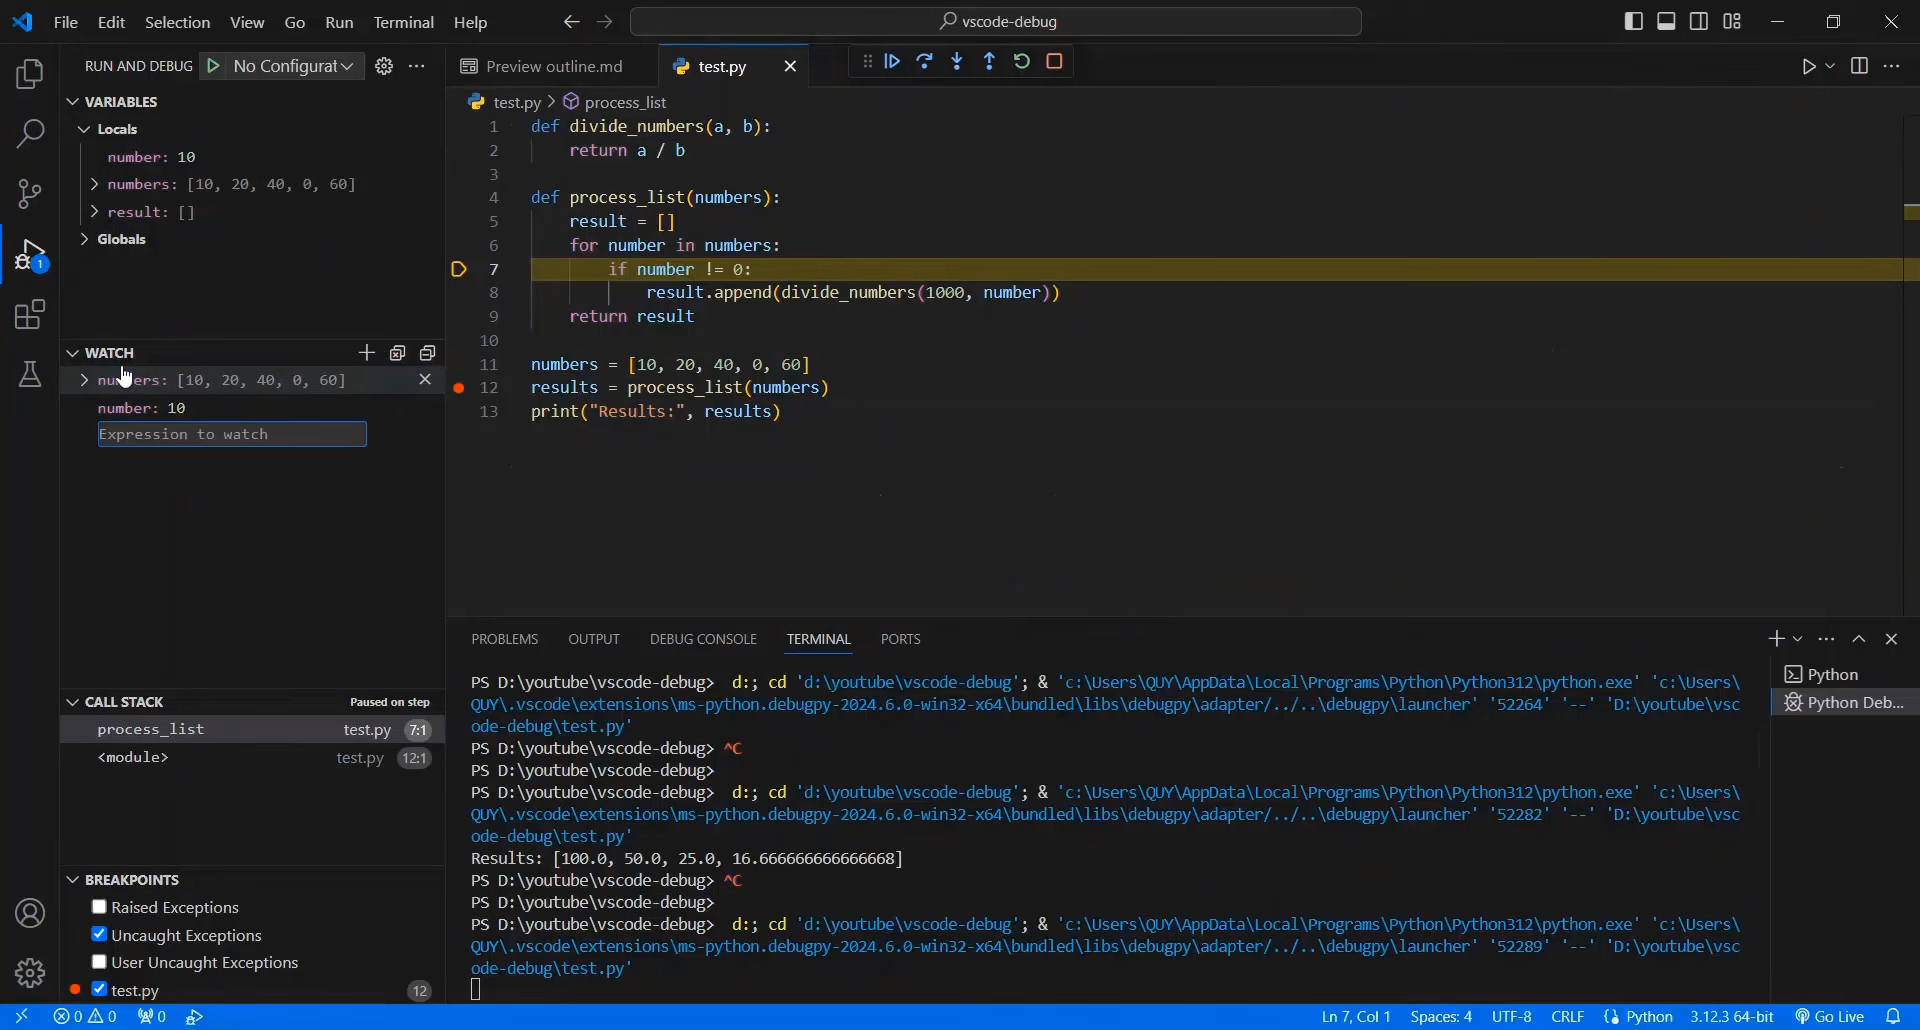 File Edit Selection View Go Run Terminal Help
vscode-debug
RUN AND DEBUG No Configurat
VARIABLES
Locals
number: 10
numbers: [10, 20, 40, 0, 60]
result: []
Globals
WATCH
numbers: [10, 20, 40, 0, 60]
number: 10
Expression to watch
CALL STACK Paused on step
process_list test.py 7:1
<module> test.py 12:1
BREAKPOINTS
Raised Exceptions
Uncaught Exceptions
User Uncaught Exceptions
test.py 12
1
Preview outline.md test.py
test.py > process_list
1 def divide_numbers(a, b):
2 return a / b
3
4 def process_list(numbers):
5 result = []
6 for number in numbers:
7 if number != 0:
8 result.append(divide_numbers(1000, number))
9 return result
10
11 numbers = [10, 20, 40, 0, 60]
12 results = process_list(numbers)
13 print("Results:", results)
PROBLEMS OUTPUT DEBUG CONSOLE TERMINAL PORTS
PS D:\youtube\vscode-debug> d:; cd 'd:\youtube\vscode-debug'; & 'c:\Users\QUY\AppData\Local\Programs\Python\Python312\python.exe' 'c:\Users\
QUY\.vscode\extensions\ms-python.debugpy-2024.6.0-win32-x64\bundled\libs\debugpy\adapter/../..\debugpy\launcher' '52264' '--' 'D:\youtube\vsc
ode-debug\test.py'
PS D:\youtube\vscode-debug> ^C
PS D:\youtube\vscode-debug>
PS D:\youtube\vscode-debug> d:; cd 'd:\youtube\vscode-debug'; & 'c:\Users\QUY\AppData\Local\Programs\Python\Python312\python.exe' 'c:\Users\
QUY\.vscode\extensions\ms-python.debugpy-2024.6.0-win32-x64\bundled\libs\debugpy\adapter/../..\debugpy\launcher' '52282' '--' 'D:\youtube\vsc
ode-debug\test.py'
Results: [100.0, 50.0, 25.0, 16.666666666666668]
PS D:\youtube\vscode-debug> ^C
PS D:\youtube\vscode-debug>
PS D:\youtube\vscode-debug> d:; cd 'd:\youtube\vscode-debug'; & 'c:\Users\QUY\AppData\Local\Programs\Python\Python312\python.exe' 'c:\Users\
QUY\.vscode\extensions\ms-python.debugpy-2024.6.0-win32-x64\bundled\libs\debugpy\adapter/../..\debugpy\launcher' '52289' '--' 'D:\youtube\vsc
ode-debug\test.py'
Python
Python Deb...
0 0 0 Ln 7, Col 1 Spaces: 4 UTF-8 CRLF Python 3.12.3 64-bit Go Live